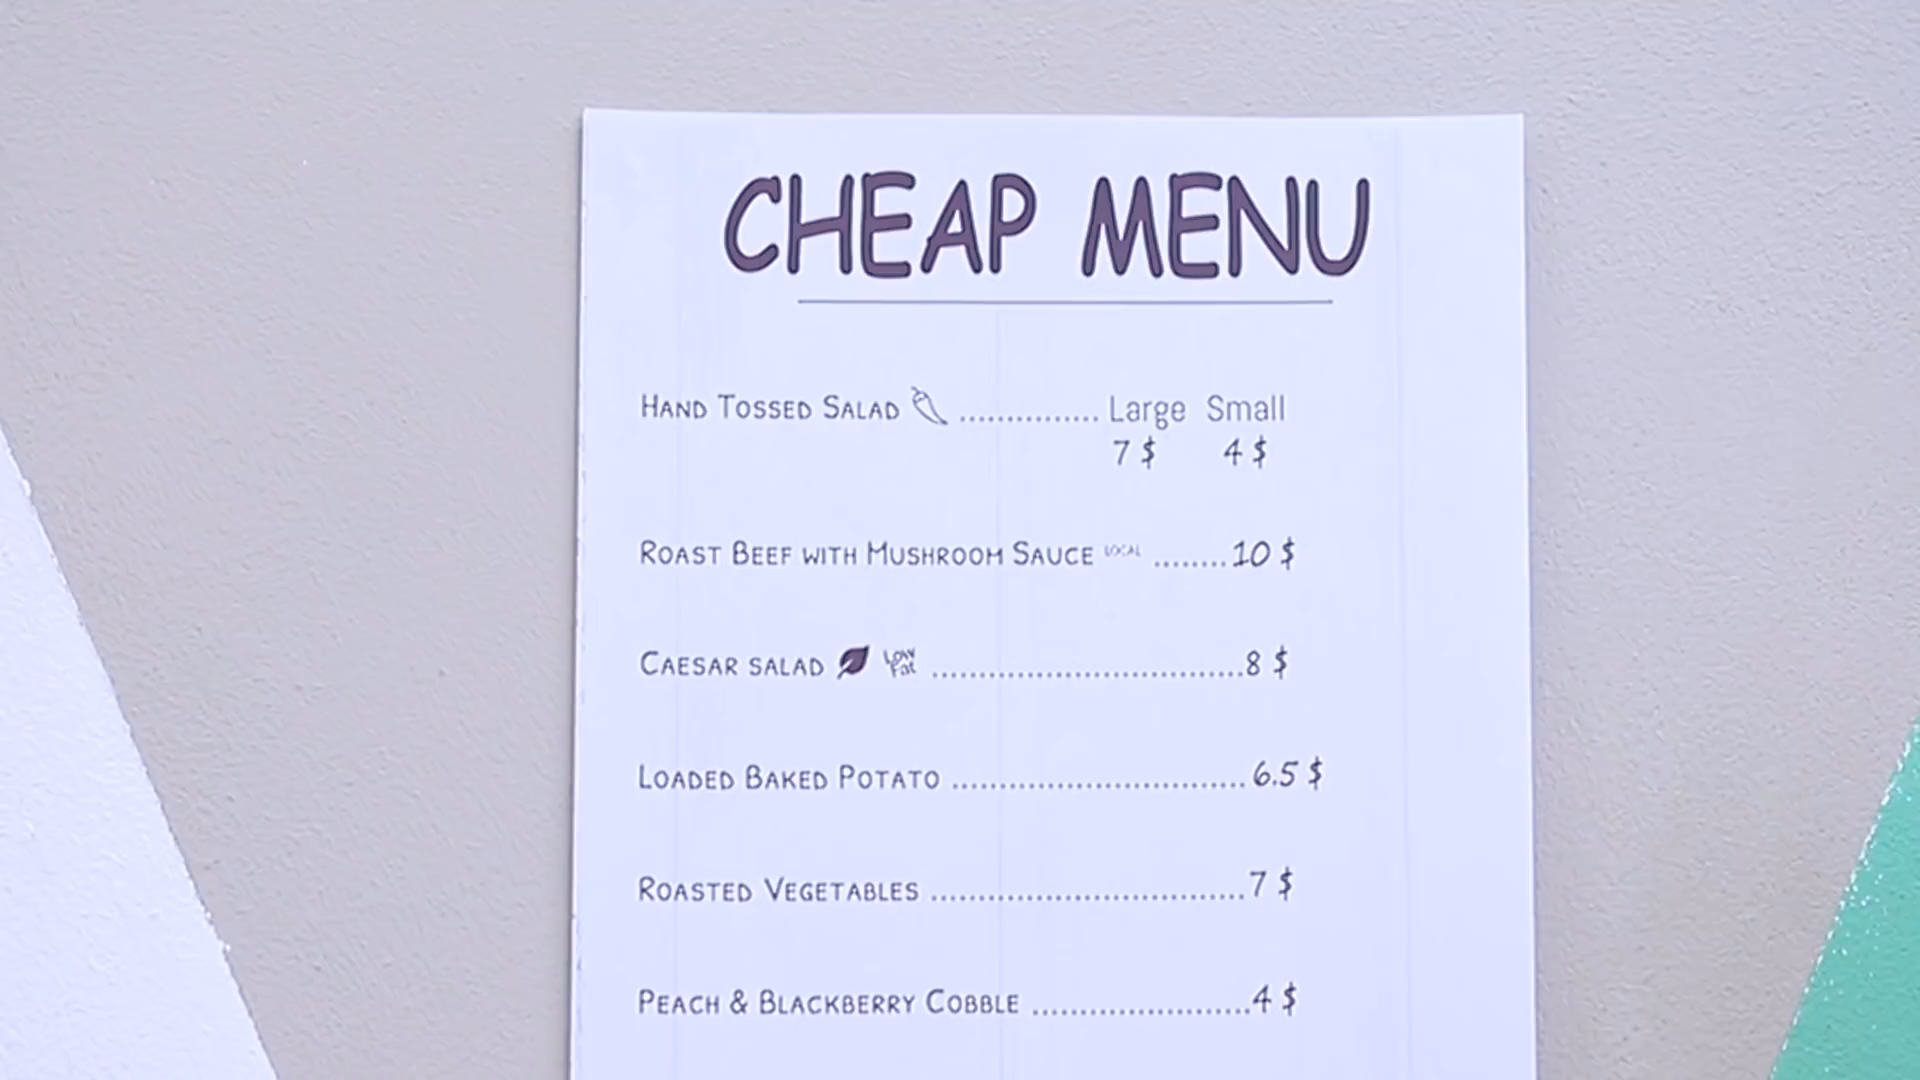 CHEAP MENU
HAND TOSSED SALAD .............. Large Small
7 $ 4 $
ROAST BEEF WITH MUSHROOM SAUCE LOCAL ........10 $
CAESAR SALAD LOW Fat ................................8 $
LOADED BAKED POTATO .............................. 6.5 $
ROASTED VEGETABLES ................................7 $
PEACH & BLACKBERRY COBBLE .......................4 $